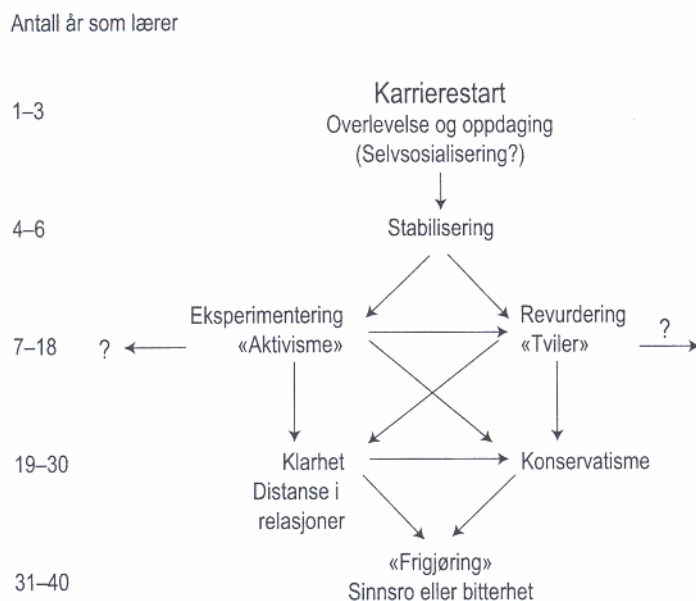 Antall år som lærer
1–3
Karrierestart
Overlevelse og oppdaging
(Selvsosialisering?)
4–6
Stabilisering
Eksperimentering
«Aktivisme»
Revurdering
«Tviler»
7–18
?
?
19–30
Klarhet
Distanse i
relasjoner
Konservatisme
«Frigjøring»
Sinnsro eller bitterhet
31–40